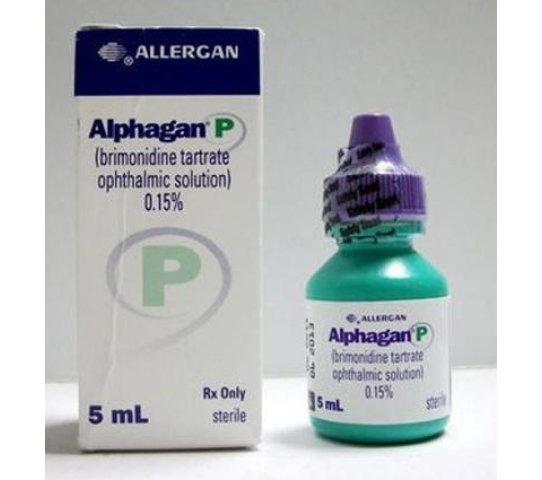 ALLERGAN
Alphagan® P
(brimonidine tartrate
ophthalmic solution)
0.15%
P
Rx Only
5 mL
sterile
ALLERGAN
Alphagan® P
(brimonidine tartrate
ophthalmic solution)
0.15%
5 mL
sterile